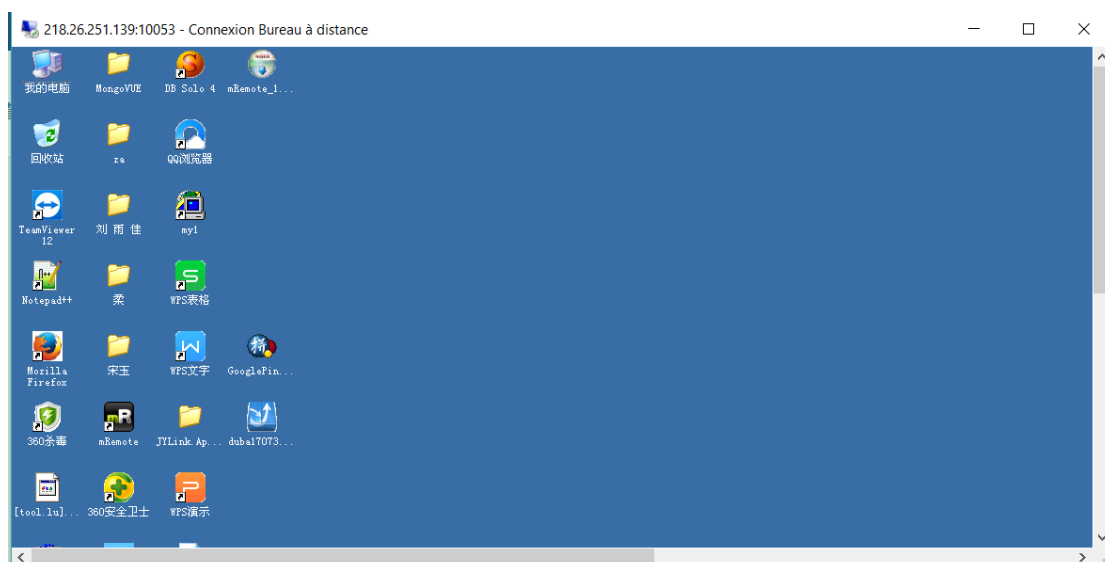 218.26.251.139:10053 - Connexion Bureau à distance
我的电脑
MongoVUE
DB Solo 4
mRemote_1...
回收站
za
QQ浏览器
TeamViewer
12
刘 雨 佳
my1
Notepad++
柔
WPS表格
Mozilla
Firefox
宋玉
WPS文字
GooglePin...
360杀毒
mRemote
JYLink.Ap...
duba17073...
[tool.lu]...
360安全卫士
WPS演示